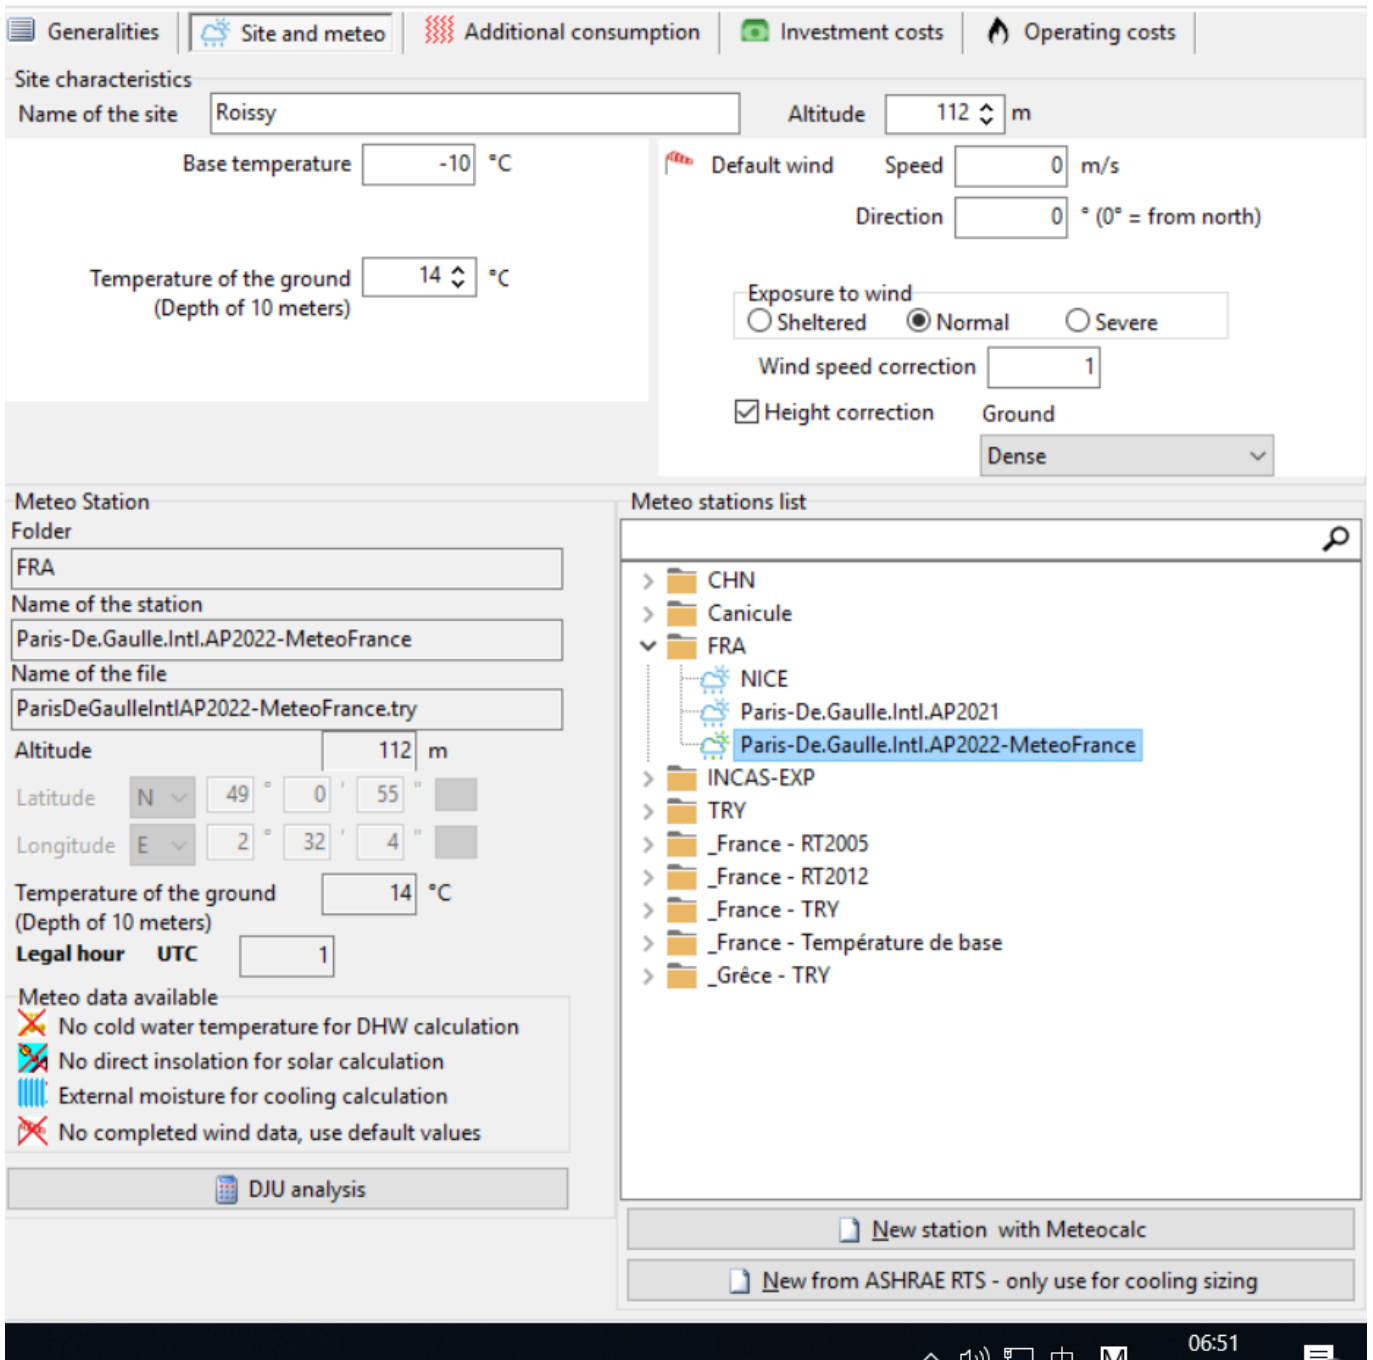 Generalities Site and meteo Additional consumption Investment costs Operating costs
Site characteristics
Name of the site Roissy Altitude 112 m
Base temperature -10 °C
Default wind Speed 0 m/s
Direction 0 ° (0° = from north)
Temperature of the ground 14 °C
(Depth of 10 meters)
Exposure to wind
Sheltered Normal Severe
Wind speed correction 1
Height correction Ground
Dense
Meteo Station
Folder
FRA
Name of the station
Paris-De.Gaulle.Intl.AP2022-MeteoFrance
Name of the file
ParisDeGaulleIntlAP2022-MeteoFrance.try
Altitude 112 m
Latitude N 49 ° 0 ' 55 "
Longitude E 2 ° 32 ' 4 "
Temperature of the ground 14 °C
(Depth of 10 meters)
Legal hour UTC 1
Meteo data available
No cold water temperature for DHW calculation
No direct insolation for solar calculation
External moisture for cooling calculation
No completed wind data, use default values
DJU analysis
Meteo stations list
CHN
Canicule
FRA
NICE
Paris-De.Gaulle.Intl.AP2021
Paris-De.Gaulle.Intl.AP2022-MeteoFrance
INCAS-EXP
TRY
_France - RT2005
_France - RT2012
_France - TRY
_France - Température de base
_Grêce - TRY
New station with Meteocalc
New from ASHRAE RTS - only use for cooling sizing
06:51
中 M